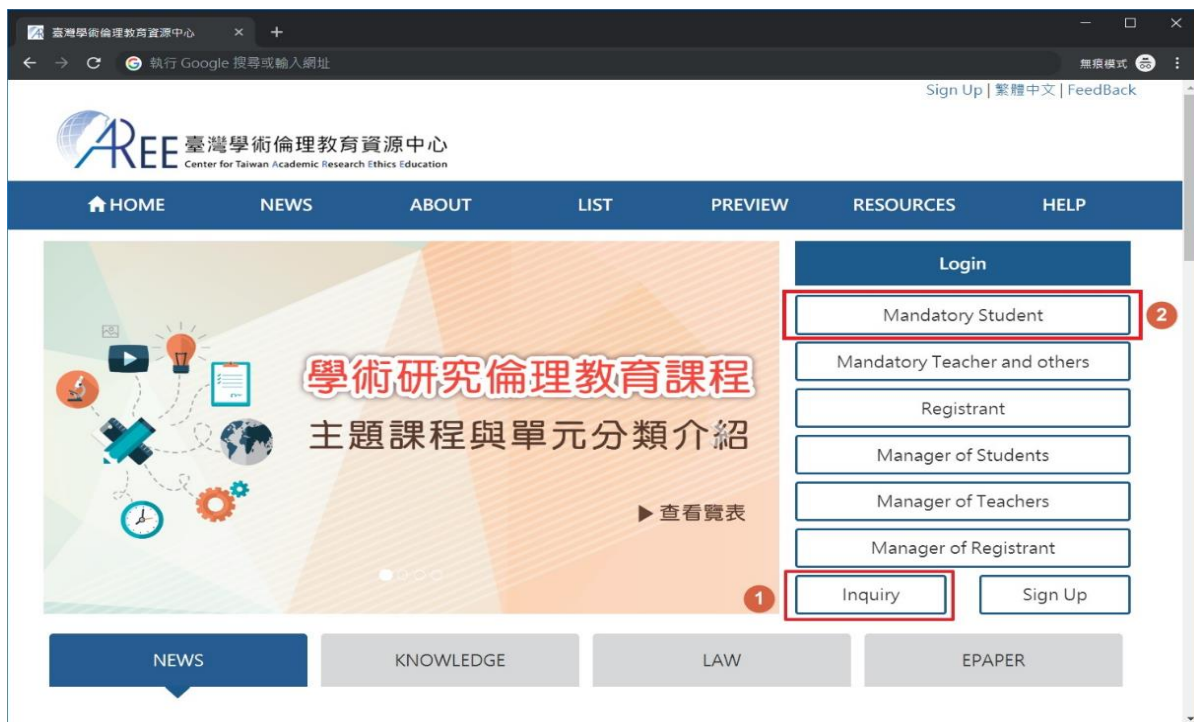 臺灣學術倫理教育資源中心
執行 Google 搜尋或輸入網址
無痕模式
Sign Up | 繁體中文 | FeedBack
AREE 臺灣學術倫理教育資源中心
Center for Taiwan Academic Research Ethics Education
HOME NEWS ABOUT LIST PREVIEW RESOURCES HELP
學術研究倫理教育課程
主題課程與單元分類介紹
▶查看覽表
Login
Mandatory Student
2
Mandatory Teacher and others
Registrant
Manager of Students
Manager of Teachers
Manager of Registrant
1
Inquiry
Sign Up
NEWS KNOWLEDGE LAW EPAPER